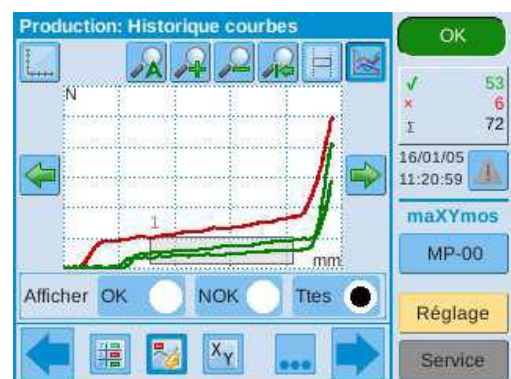 Production: Historique courbes
OK
A
N
1
mm
✓ 53
× 6
Σ 72
16/01/05
11:20:59
maXYmos
MP-00
Afficher OK NOK Ttes
Réglage
XY
...
Service